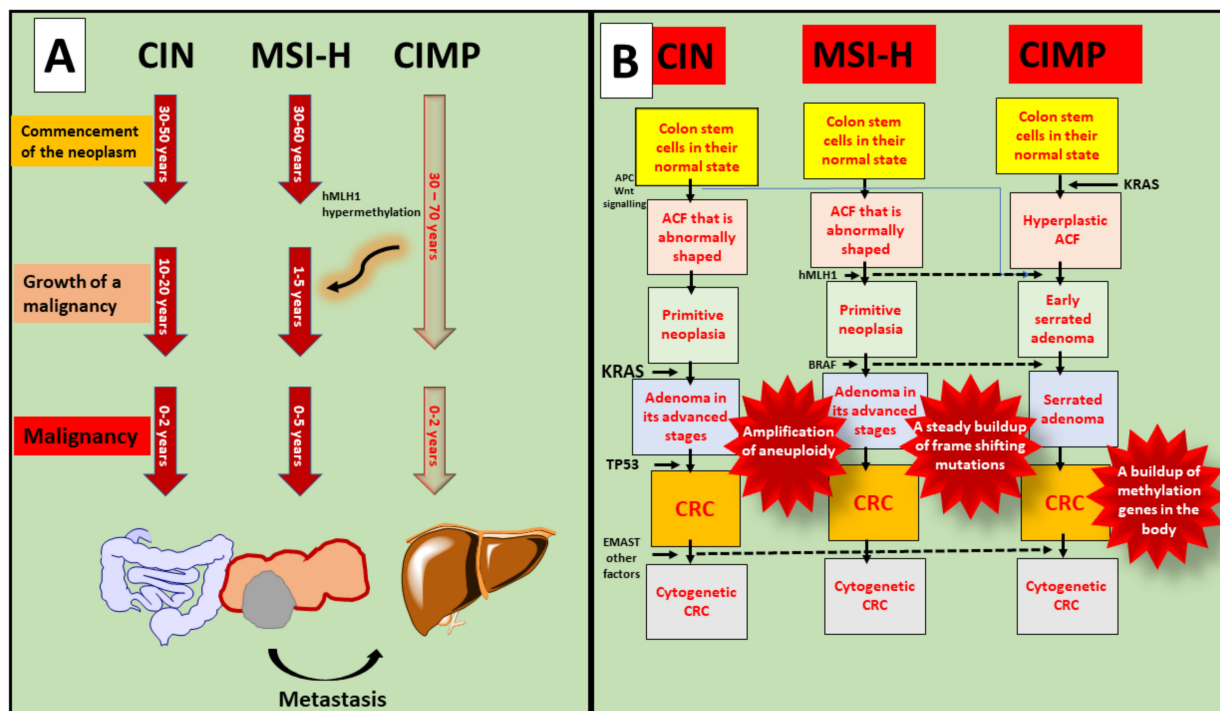 A
CIN
MSI-H
CIMP
Commencement
of the neoplasm
30-50 years
30-60 years
30 – 70 years
hMLH1
hypermethylation
Growth of a
malignancy
10-20 years
1-5 years
Malignancy
0-2 years
0-5 years
0-2 years
Metastasis
B
CIN
MSI-H
CIMP
Colon stem
cells in their
normal state
Colon stem
cells in their
normal state
Colon stem
cells in their
normal state
APC
Wnt
signalling
KRAS
ACF that is
abnormally
shaped
ACF that is
abnormally
shaped
Hyperplastic
ACF
hMLH1
Primitive
neoplasia
Primitive
neoplasia
Early
serrated
adenoma
KRAS
BRAF
Adenoma in
its advanced
stages
Amplification
of aneuploidy
Adenoma in
its advanced
stages
A steady buildup
of frame shifting
mutations
Serrated
adenoma
TP53
CRC
CRC
CRC
A buildup of
methylation
genes in the
body
EMAST
other
factors
Cytogenetic
CRC
Cytogenetic
CRC
Cytogenetic
CRC